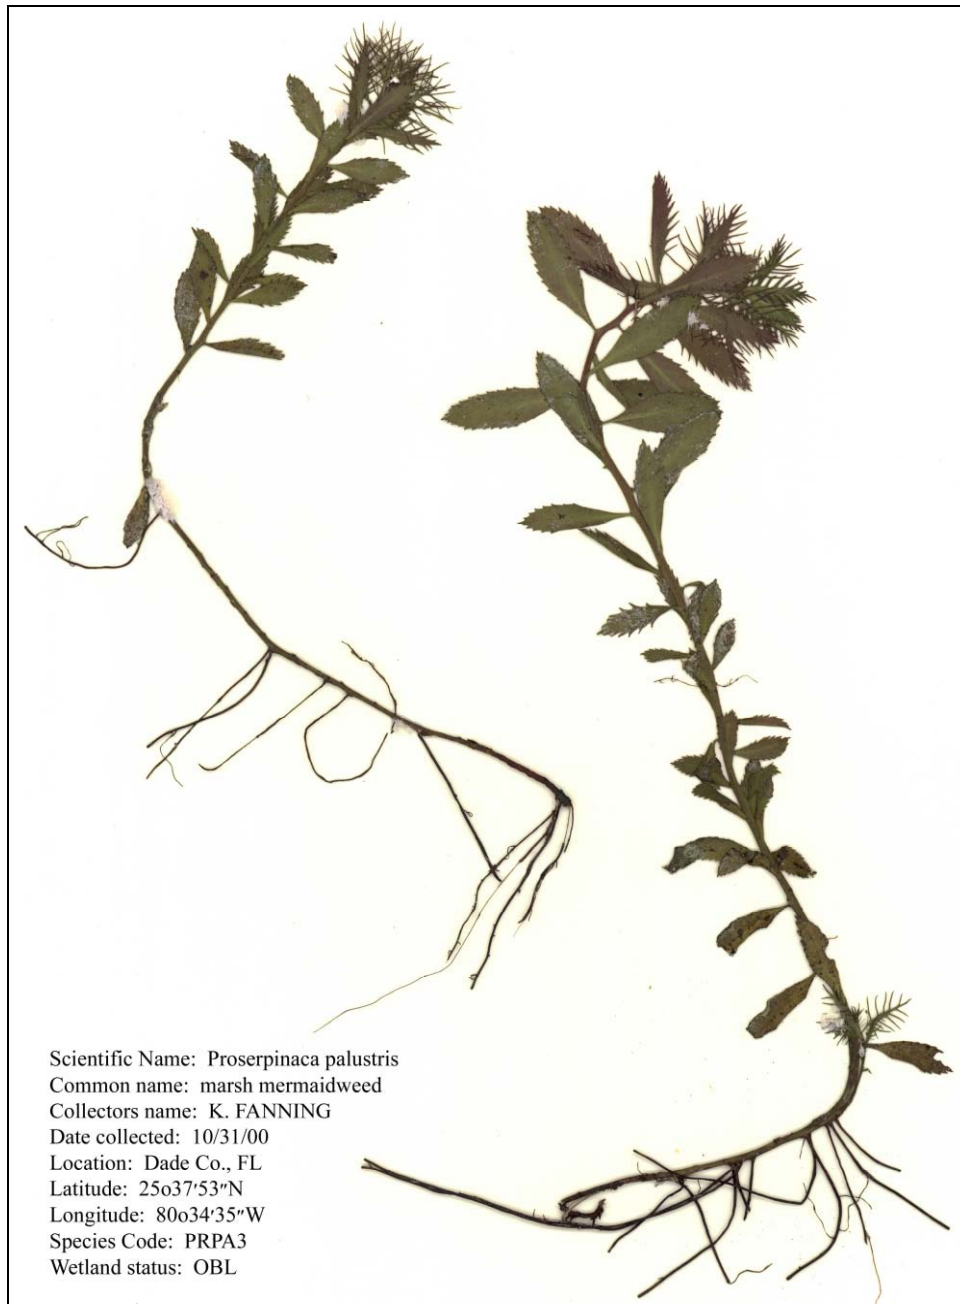 Scientific Name: Proserpinaca palustris
Common name: marsh mermaidweed
Collectors name: K. FANNING
Date collected: 10/31/00
Location: Dade Co., FL
Latitude: 25o37'53"N
Longitude: 80o34'35"W
Species Code: PRPA3
Wetland status: OBL